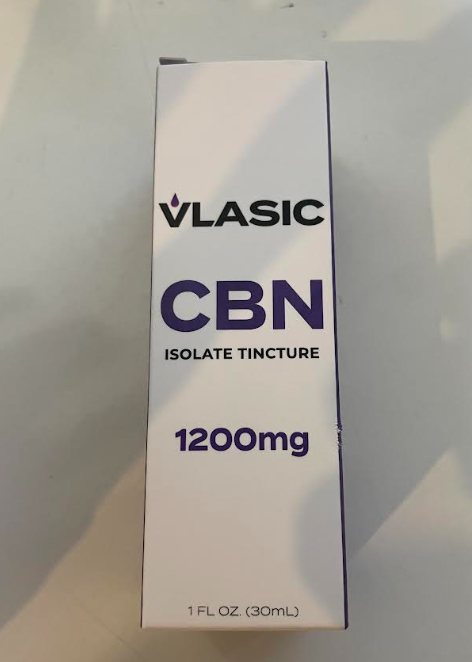 VLASIC
CBN
ISOLATE TINCTURE
1200mg
1 FL OZ. (30mL)